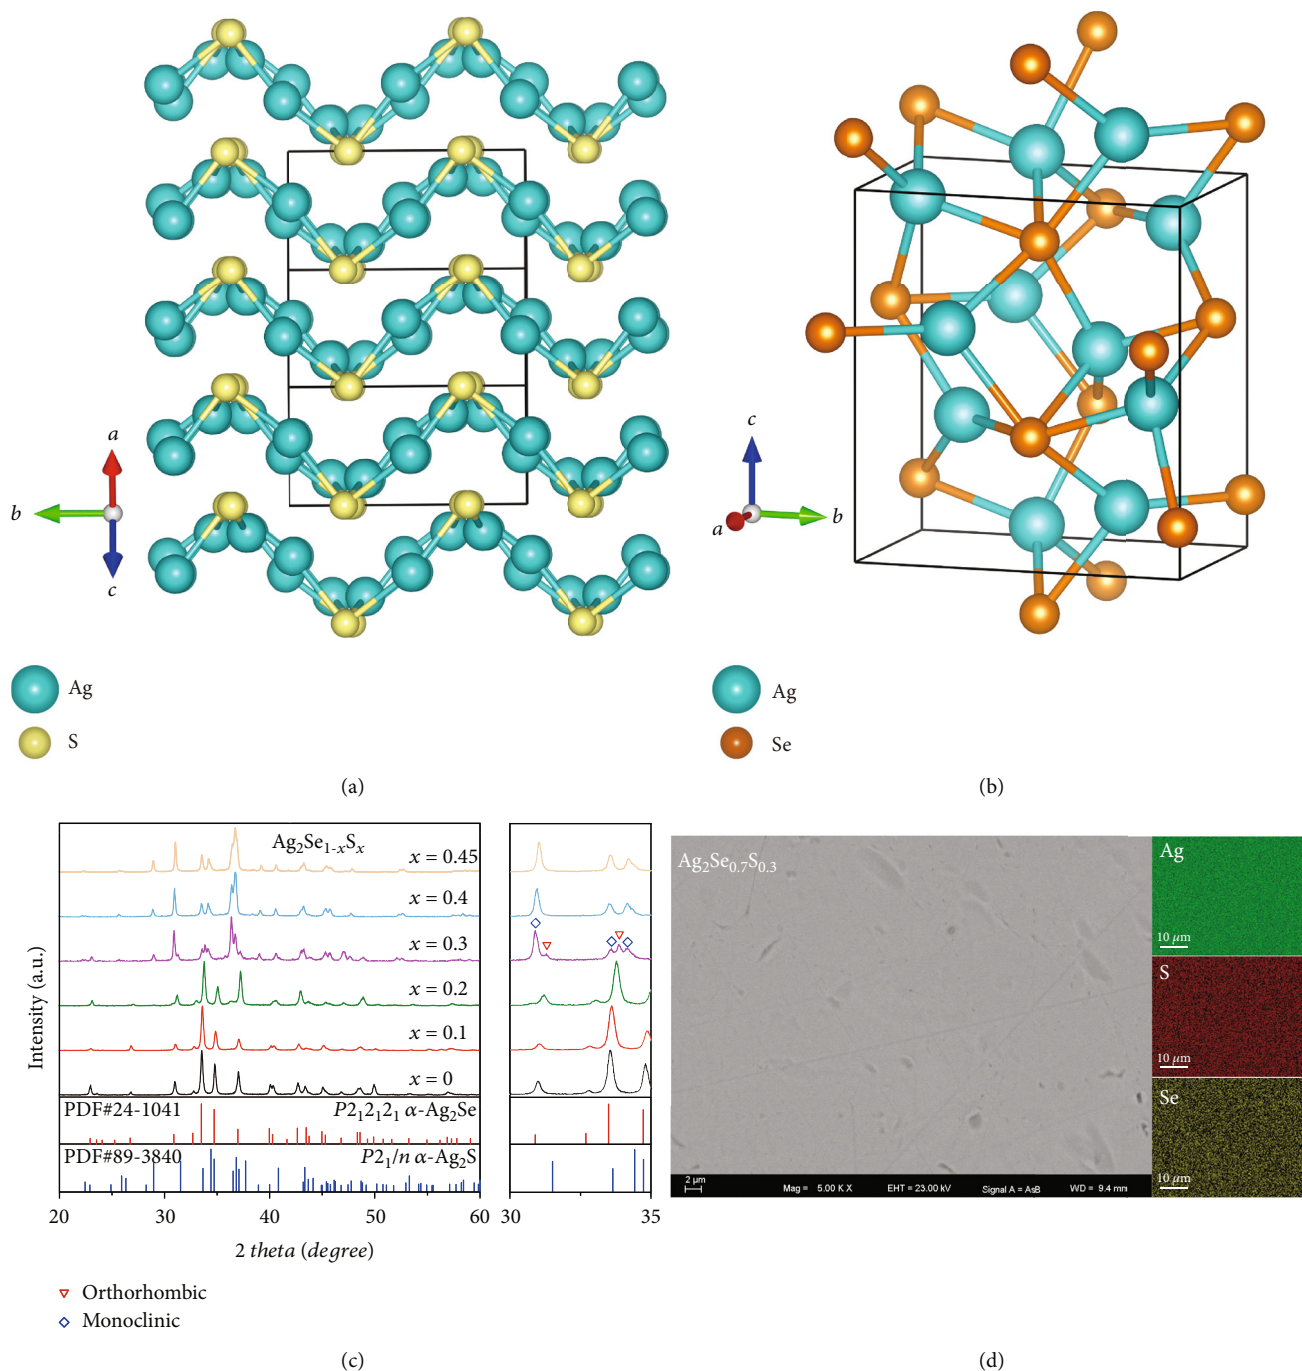 a
b
c
Ag
S
(a)
c
a
b
Ag
Se
(b)
Ag₂Se₁₋ₓSₓ
x = 0.45
x = 0.4
x = 0.3
x = 0.2
x = 0.1
x = 0
PDF#24-1041 P2₁2₁2₁ α-Ag₂Se
PDF#89-3840 P2₁/n α-Ag₂S
Intensity (a.u.)
20 30 40 50 60 30 35
2 theta (degree)
Orthorhombic
Monoclinic
(c)
Ag₂Se₀.₇S₀.₃
2 μm
Mag = 5.00 K X EHT = 23.00 kV Signal A = AsB WD = 9.4 mm
Ag
10 μm
S
10 μm
Se
10 μm
(d)